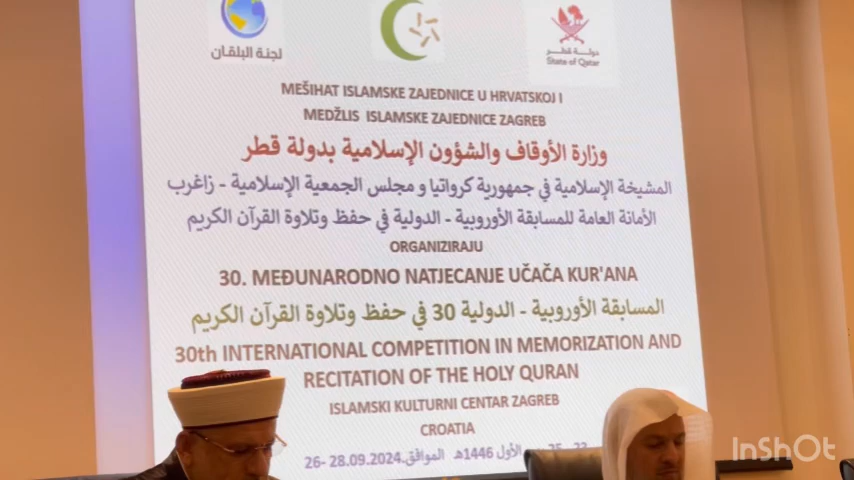 لجنة البلقان
دولة قطر
State of Qatar
MEŠIHAT ISLAMSKE ZAJEDNICE U HRVATSKOJ I
MEDŽLIS ISLAMSKE ZAJEDNICE ZAGREB
وزارة الأوقاف والشؤون الإسلامية بدولة قطر
المشيخة الإسلامية في جمهورية كرواتيا و مجلس الجمعية الإسلامية - زاغرب
الأمانة العامة للمسابقة الأوروبية - الدولية في حفظ وتلاوة القرآن الكريم
ORGANIZIRAJU
30. MEĐUNARODNO NATJECANJE UČAČA KUR'ANA
المسابقة الأوروبية - الدولية 30 في حفظ وتلاوة القرآن الكريم
30th INTERNATIONAL COMPETITION IN MEMORIZATION AND
RECITATION OF THE HOLY QURAN
ISLAMSKI KULTURNI CENTAR ZAGREB
CROATIA
الأول 1446هـ الموافق.26- 28.09.2024
InShOt